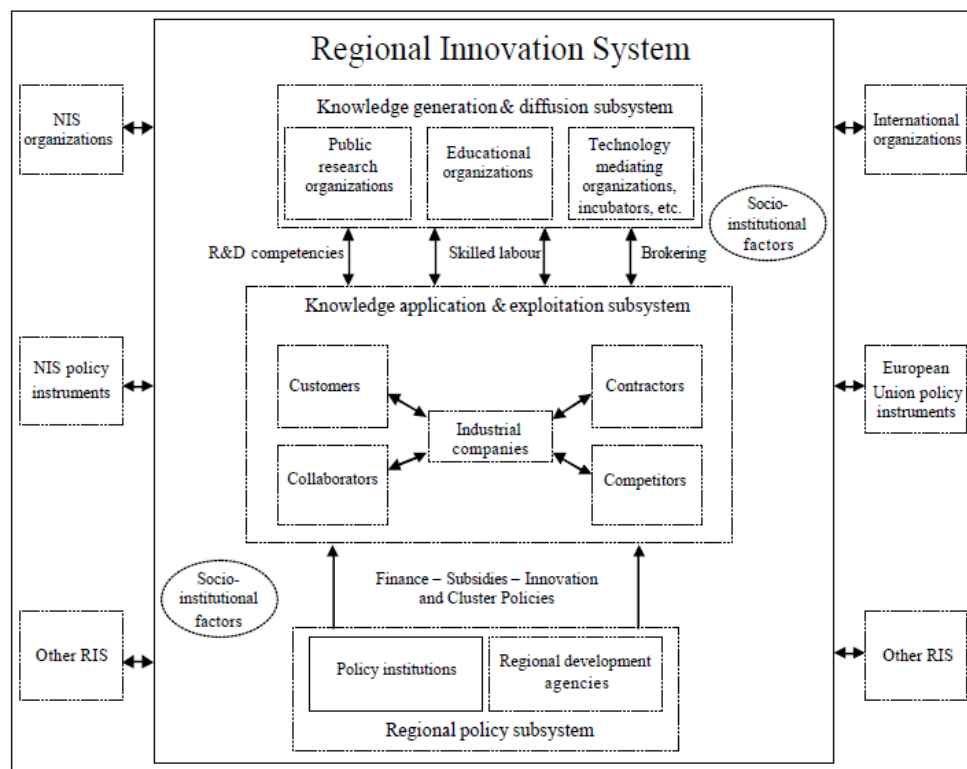 Regional Innovation System
NIS
organizations
NIS policy
instruments
Other RIS
Knowledge generation & diffusion subsystem
Public
research
organizations
Educational
organizations
Technology
mediating
organizations,
incubators, etc.
Socio-
institutional
factors
R&D competencies
Skilled labour
Brokering
Knowledge application & exploitation subsystem
Customers
Contractors
Industrial
companies
Collaborators
Competitors
Finance – Subsidies – Innovation
and Cluster Policies
Socio-
institutional
factors
Policy institutions
Regional development
agencies
Regional policy subsystem
International
organizations
European
Union policy
instruments
Other RIS